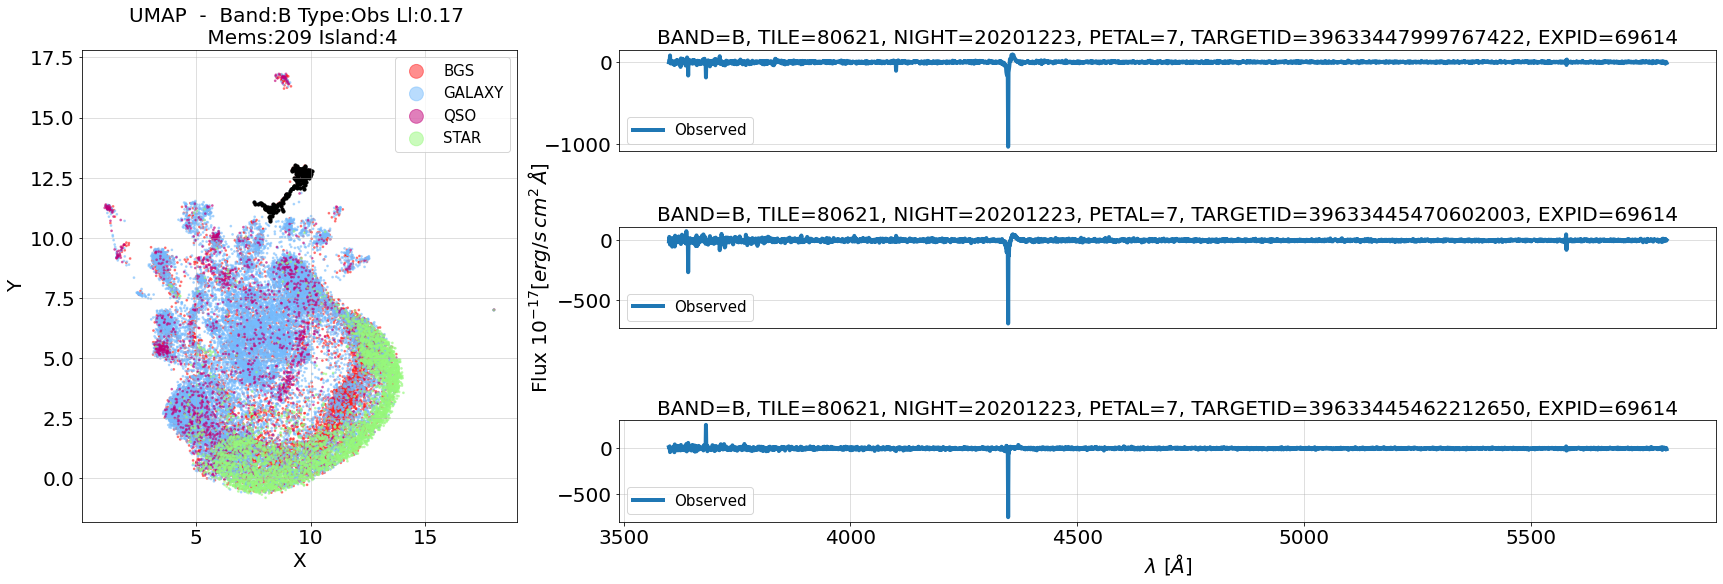 UMAP - Band:B Type:Obs Ll:0.17
Mems:209 Island:4
17.5
15.0
12.5
10.0
7.5
5.0
2.5
0.0
Y
5
10
15
X
BGS
GALAXY
QSO
STAR
Flux 10⁻¹⁷[erg/s cm² Å]
BAND=B, TILE=80621, NIGHT=20201223, PETAL=7, TARGETID=39633447999767422, EXPID=69614
0
−1000
Observed
BAND=B, TILE=80621, NIGHT=20201223, PETAL=7, TARGETID=39633445470602003, EXPID=69614
0
−500
Observed
BAND=B, TILE=80621, NIGHT=20201223, PETAL=7, TARGETID=39633445462212650, EXPID=69614
0
−500
Observed
3500
4000
4500
5000
5500
λ [Å]